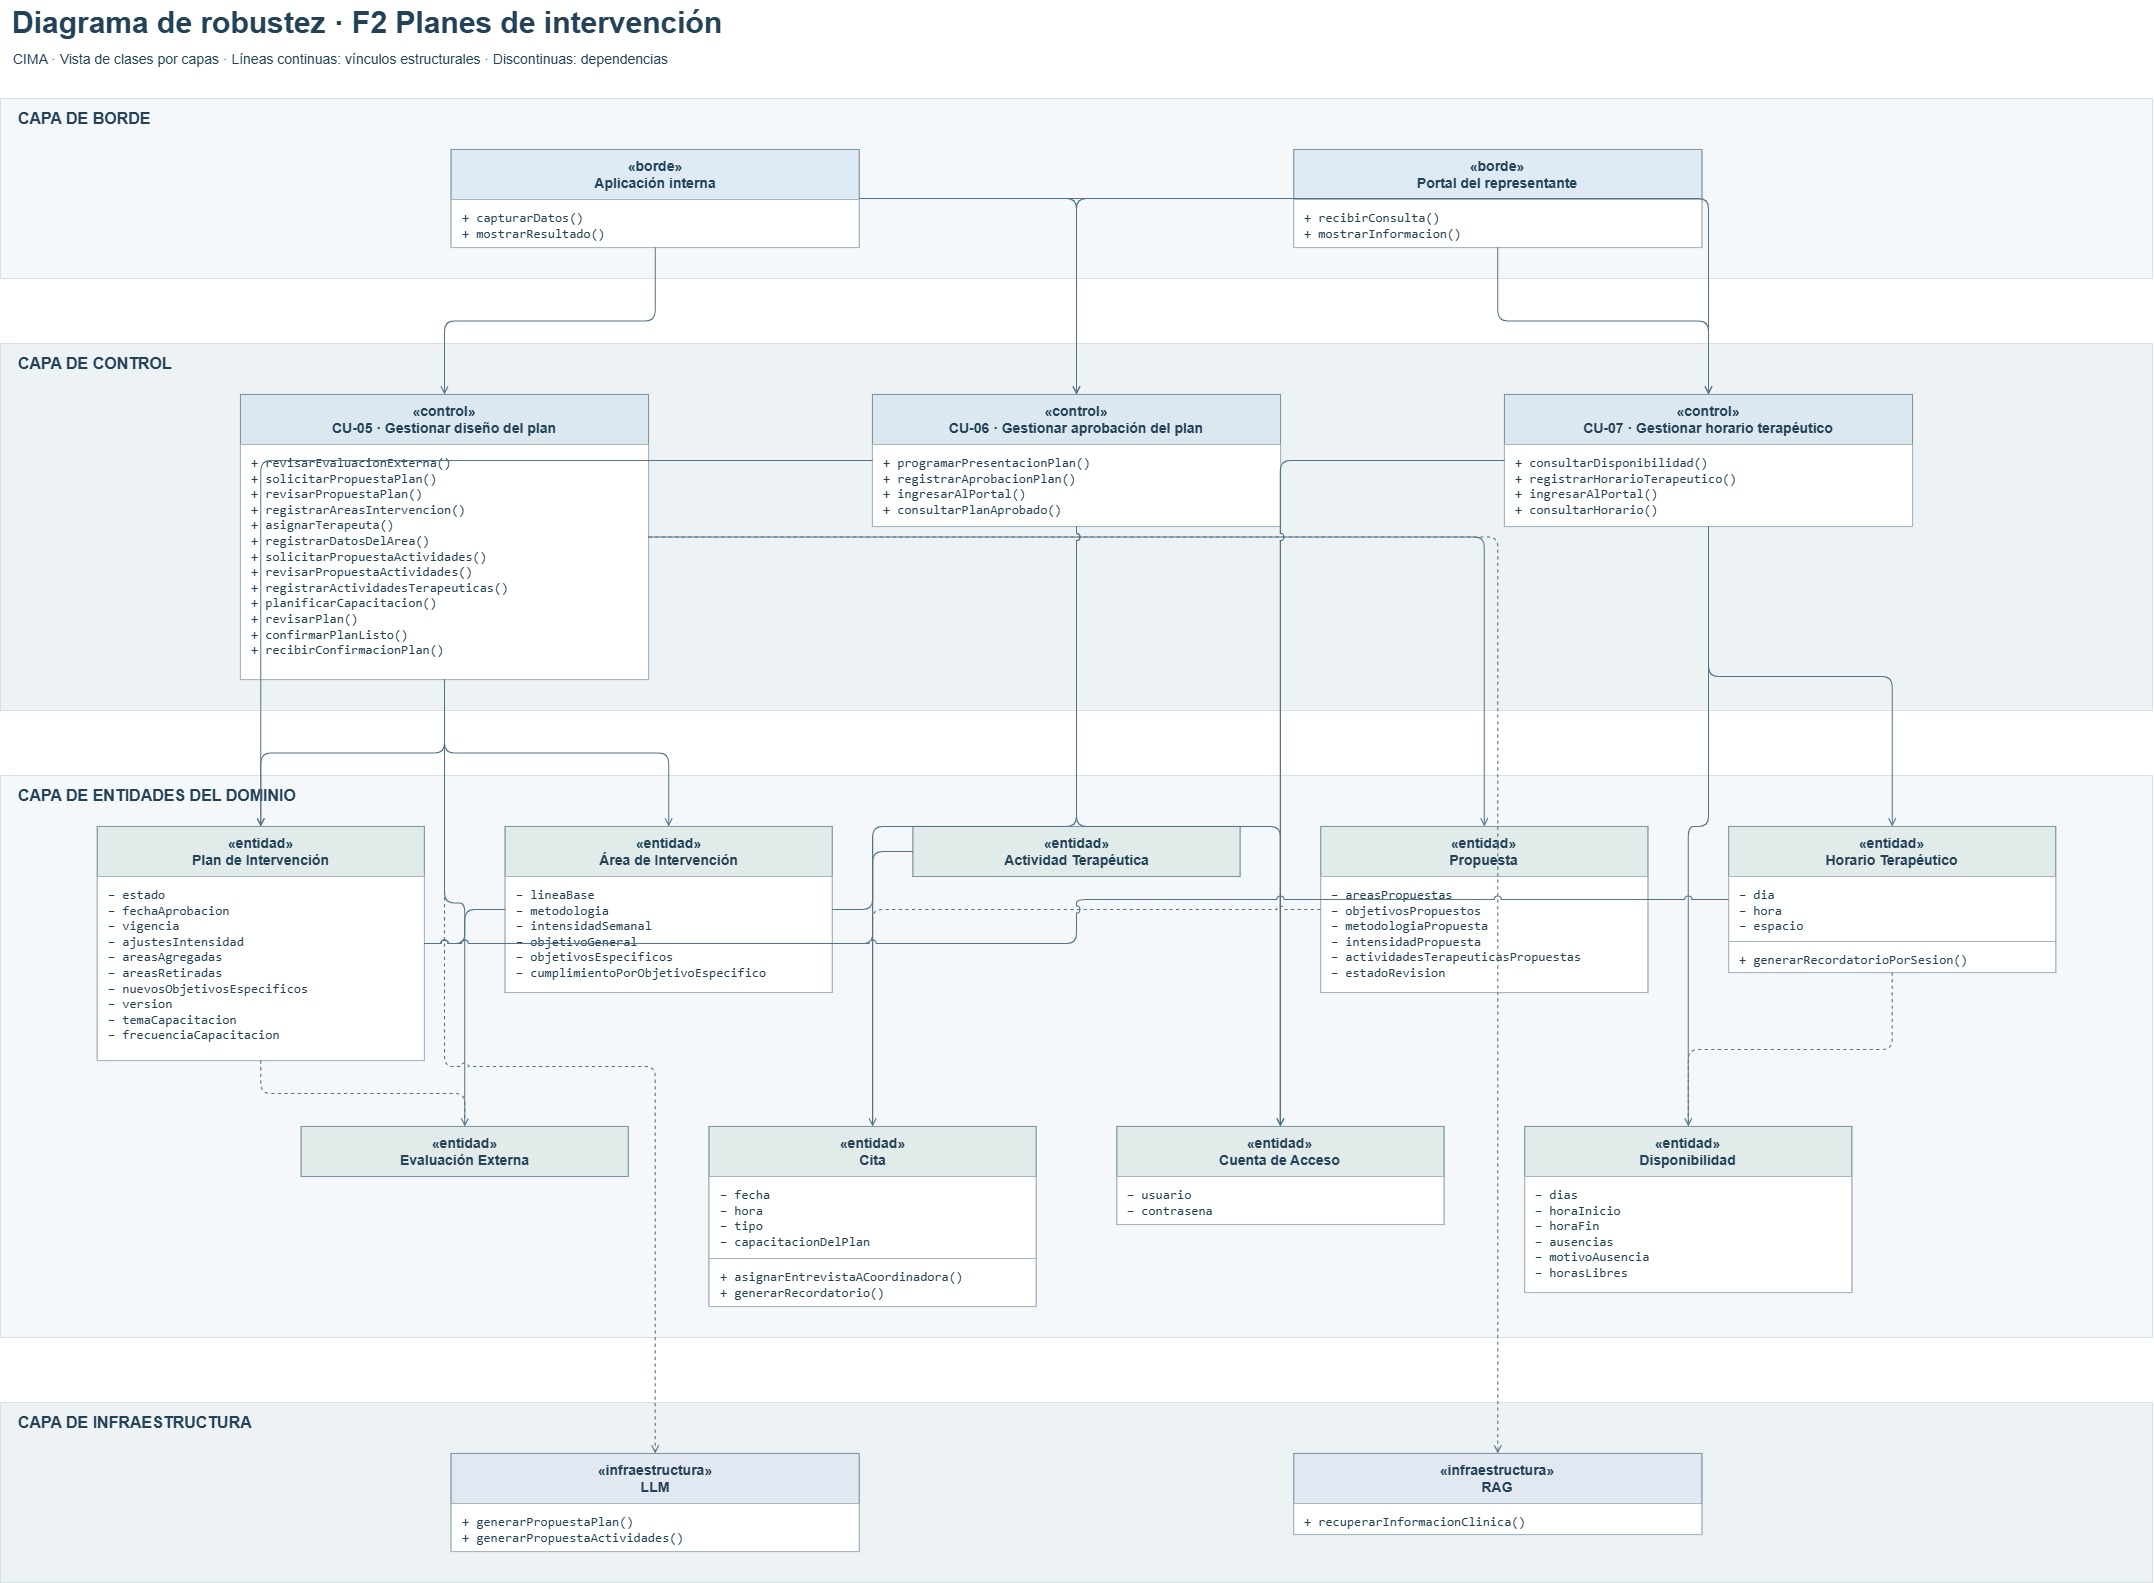 Diagrama de robustez · F2 Planes de intervención
CIMA · Vista de clases por capas · Líneas continuas: vínculos estructurales · Discontinuas: dependencias
CAPA DE BORDE
«borde»
Aplicación interna
+ capturarDatos()
+ mostrarResultado()
«borde»
Portal del representante
+ recibirConsulta()
+ mostrarInformacion()
CAPA DE CONTROL
«control»
CU-05 · Gestionar diseño del plan
+ revisarEvaluacionExterna()
+ solicitarPropuestaPlan()
+ revisarPropuestaPlan()
+ registrarAreasIntervencion()
+ asignarTerapeuta()
+ registrarDatosDelArea()
+ solicitarPropuestaActividades()
+ revisarPropuestaActividades()
+ registrarActividadesTerapeuticas()
+ planificarCapacitacion()
+ revisarPlan()
+ confirmarPlanListo()
+ recibirConfirmacionPlan()
«control»
CU-06 · Gestionar aprobación del plan
+ programarPresentacionPlan()
+ registrarAprobacionPlan()
+ ingresarAlPortal()
+ consultarPlanAprobado()
«control»
CU-07 · Gestionar horario terapéutico
+ consultarDisponibilidad()
+ registrarHorarioTerapeutico()
+ ingresarAlPortal()
+ consultarHorario()
CAPA DE ENTIDADES DEL DOMINIO
«entidad»
Plan de Intervención
– estado
– fechaAprobacion
– vigencia
– ajustesIntensidad
– areasAgregadas
– areasRetiradas
– nuevosObjetivosEspecificos
– version
– temaCapacitacion
– frecuenciaCapacitacion
«entidad»
Área de Intervención
– lineaBase
– metodologia
– intensidadSemanal
– objetivoGeneral
– objetivosEspecificos
– cumplimientoPorObjetivoEspecifico
«entidad»
Actividad Terapéutica
«entidad»
Propuesta
– areasPropuestas
– objetivosPropuestos
– metodologiaPropuesta
– intensidadPropuesta
– actividadesTerapeuticasPropuestas
– estadoRevision
«entidad»
Horario Terapéutico
– dia
– hora
– espacio
+ generarRecordatorioPorSesion()
«entidad»
Evaluación Externa
«entidad»
Cita
– fecha
– hora
– tipo
– capacitacionDelPlan
+ asignarEntrevistaACoordinadora()
+ generarRecordatorio()
«entidad»
Cuenta de Acceso
– usuario
– contrasena
«entidad»
Disponibilidad
– dias
– horaInicio
– horaFin
– ausencias
– motivoAusencia
– horasLibres
CAPA DE INFRAESTRUCTURA
«infraestructura»
LLM
+ generarPropuestaPlan()
+ generarPropuestaActividades()
«infraestructura»
RAG
+ recuperarInformacionClinica()